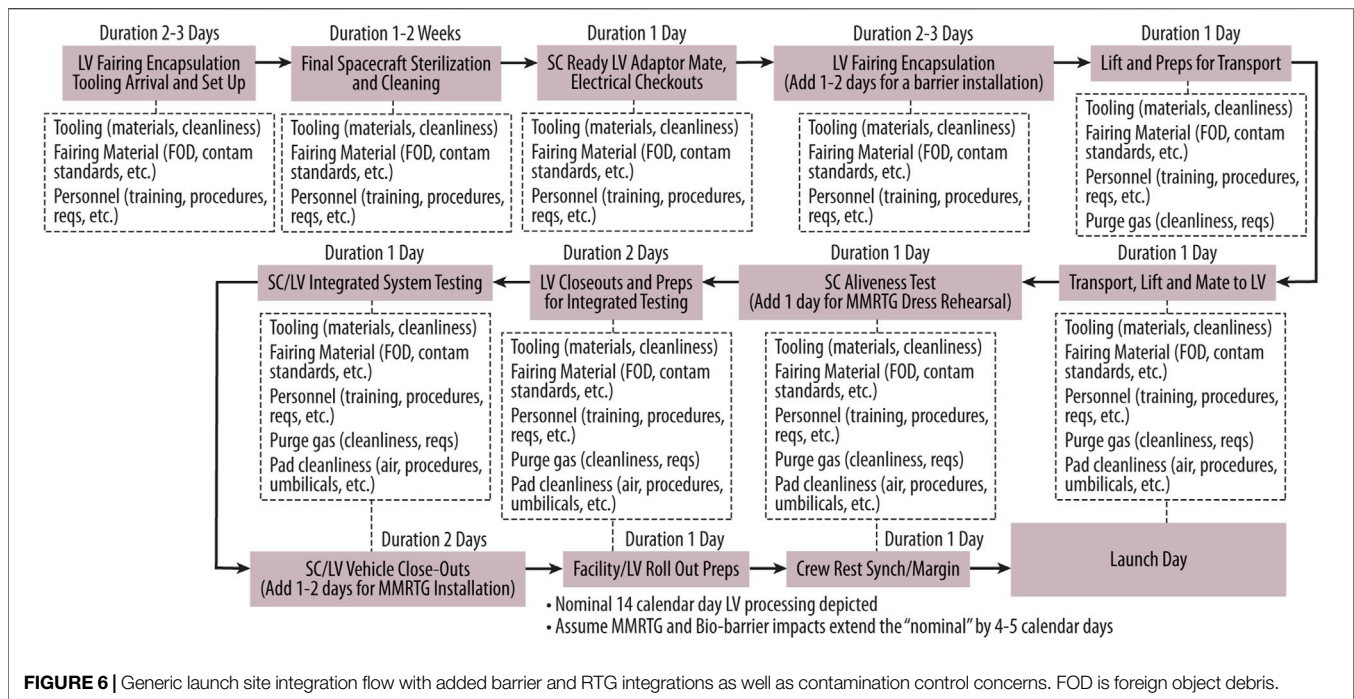 Duration 2-3 Days
LV Fairing Encapsulation
Tooling Arrival and Set Up
Tooling (materials, cleanliness)
Fairing Material (FOD, contam
standards, etc.)
Personnel (training, procedures,
reqs, etc.)
Duration 1-2 Weeks
Final Spacecraft Sterilization
and Cleaning
Tooling (materials, cleanliness)
Fairing Material (FOD, contam
standards, etc.)
Personnel (training, procedures,
reqs, etc.)
Duration 1 Day
SC Ready LV Adaptor Mate,
Electrical Checkouts
Tooling (materials, cleanliness)
Fairing Material (FOD, contam
standards, etc.)
Personnel (training, procedures,
reqs, etc.)
Duration 2-3 Days
LV Fairing Encapsulation
(Add 1-2 days for a barrier installation)
Tooling (materials, cleanliness)
Fairing Material (FOD, contam
standards, etc.)
Personnel (training, procedures,
reqs, etc.)
Duration 1 Day
Lift and Preps for Transport
Tooling (materials, cleanliness)
Fairing Material (FOD, contam
standards, etc.)
Personnel (training, procedures,
reqs, etc.)
Purge gas (cleanliness, reqs)
Duration 1 Day
Transport, Lift and Mate to LV
Tooling (materials, cleanliness)
Fairing Material (FOD, contam
standards, etc.)
Personnel (training, procedures,
reqs, etc.)
Purge gas (cleanliness, reqs)
Pad cleanliness (air, procedures,
umbilicals, etc.)
Duration 1 Day
SC Aliveness Test
(Add 1 day for MMRTG Dress Rehearsal)
Tooling (materials, cleanliness)
Fairing Material (FOD, contam
standards, etc.)
Personnel (training, procedures,
reqs, etc.)
Purge gas (cleanliness, reqs)
Pad cleanliness (air, procedures,
umbilicals, etc.)
Duration 2 Days
LV Closeouts and Preps
for Integrated Testing
Tooling (materials, cleanliness)
Fairing Material (FOD, contam
standards, etc.)
Personnel (training, procedures,
reqs, etc.)
Purge gas (cleanliness, reqs)
Pad cleanliness (air, procedures,
umbilicals, etc.)
Duration 1 Day
SC/LV Integrated System Testing
Tooling (materials, cleanliness)
Fairing Material (FOD, contam
standards, etc.)
Personnel (training, procedures,
reqs, etc.)
Purge gas (cleanliness, reqs)
Pad cleanliness (air, procedures,
umbilicals, etc.)
Duration 2 Days
SC/LV Vehicle Close-Outs
(Add 1-2 days for MMRTG Installation)
Duration 1 Day
Facility/LV Roll Out Preps
Duration 1 Day
Crew Rest Synch/Margin
Launch Day
• Nominal 14 calendar day LV processing depicted
• Assume MMRTG and Bio-barrier impacts extend the “nominal” by 4-5 calendar days
FIGURE 6 | Generic launch site integration flow with added barrier and RTG integrations as well as contamination control concerns. FOD is foreign object debris.